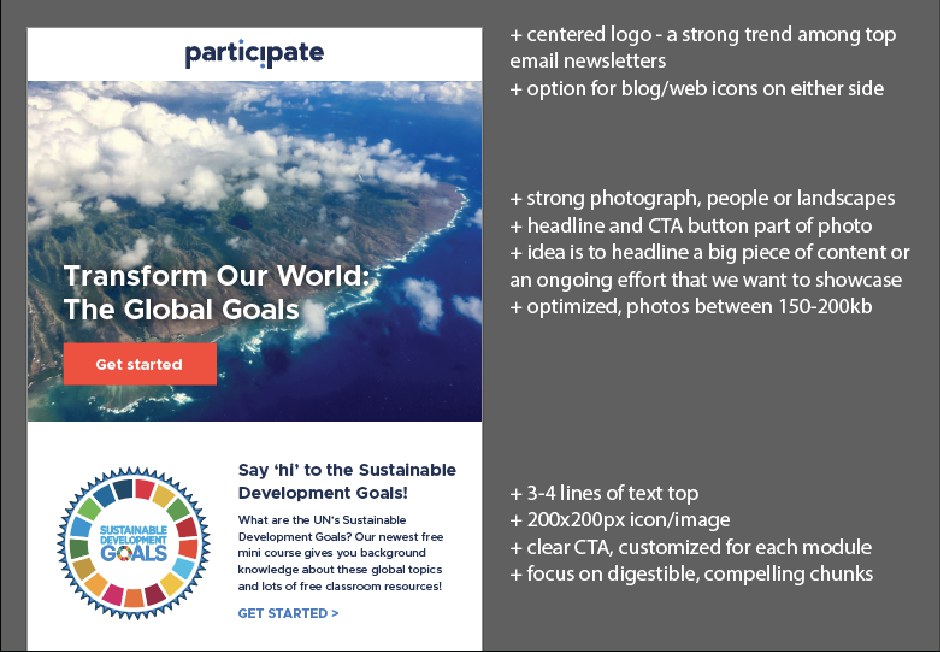 participate
Transform Our World:
The Global Goals
Get started
SUSTAINABLE
DEVELOPMENT
GOALS
Say ‘hi’ to the Sustainable
Development Goals!
What are the UN's Sustainable
Development Goals? Our newest free
mini course gives you background
knowledge about these global topics
and lots of free classroom resources!
GET STARTED >
+ centered logo - a strong trend among top
email newsletters
+ option for blog/web icons on either side
+ strong photograph, people or landscapes
+ headline and CTA button part of photo
+ idea is to headline a big piece of content or
an ongoing effort that we want to showcase
+ optimized, photos between 150-200kb
+ 3-4 lines of text top
+ 200x200px icon/image
+ clear CTA, customized for each module
+ focus on digestible, compelling chunks